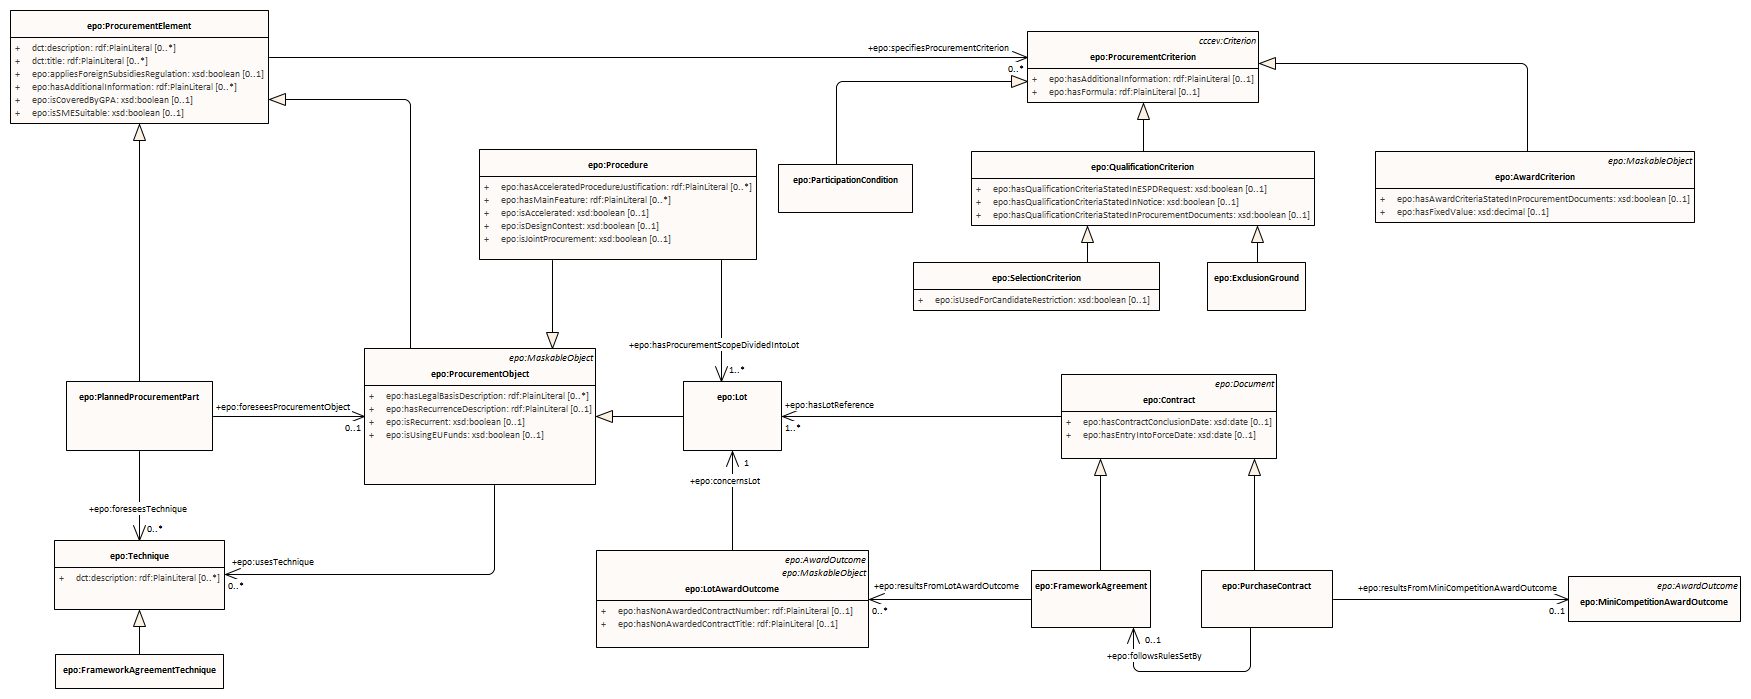 epo:ProcurementElement
+ dct:description: rdf:PlainLiteral [0..*]
+ dct:title: rdf:PlainLiteral [0..*]
+ epo:appliesForeignSubsidiesRegulation: xsd:boolean [0..1]
+ epo:hasAdditionalInformation: rdf:PlainLiteral [0..*]
+ epo:isCoveredByGPA: xsd:boolean [0..1]
+ epo:isSMESuitable: xsd:boolean [0..1]
+epo:specifiesProcurementCriterion
0..*
cccev:Criterion
epo:ProcurementCriterion
+ epo:hasAdditionalInformation: rdf:PlainLiteral [0..1]
+ epo:hasFormula: rdf:PlainLiteral [0..1]
epo:Procedure
+ epo:hasAcceleratedProcedureJustification: rdf:PlainLiteral [0..*]
+ epo:hasMainFeature: rdf:PlainLiteral [0..*]
+ epo:isAccelerated: xsd:boolean [0..1]
+ epo:isDesignContest: xsd:boolean [0..1]
+ epo:isJointProcurement: xsd:boolean [0..1]
epo:ParticipationCondition
epo:QualificationCriterion
+ epo:hasQualificationCriteriaStatedInESPDRequest: xsd:boolean [0..1]
+ epo:hasQualificationCriteriaStatedInNotice: xsd:boolean [0..1]
+ epo:hasQualificationCriteriaStatedInProcurementDocuments: xsd:boolean [0..1]
epo:MaskableObject
epo:AwardCriterion
+ epo:hasAwardCriteriaStatedInProcurementDocuments: xsd:boolean [0..1]
+ epo:hasFixedValue: xsd:decimal [0..1]
epo:SelectionCriterion
+ epo:isUsedForCandidateRestriction: xsd:boolean [0..1]
epo:ExclusionGround
+epo:hasProcurementScopeDividedIntoLot
1..*
epo:MaskableObject
epo:ProcurementObject
+ epo:hasLegalBasisDescription: rdf:PlainLiteral [0..*]
+ epo:hasRecurrenceDescription: rdf:PlainLiteral [0..1]
+ epo:isRecurrent: xsd:boolean [0..1]
+ epo:isUsingEUFunds: xsd:boolean [0..1]
epo:PlannedProcurementPart
+epo:foreseesProcurementObject
0..1
epo:Lot
+epo:hasLotReference
1..*
epo:Document
epo:Contract
+ epo:hasContractConclusionDate: xsd:date [0..1]
+ epo:hasEntryIntoForceDate: xsd:date [0..1]
1
+epo:concernsLot
+epo:foreseesTechnique
0..*
epo:Technique
+ dct:description: rdf:PlainLiteral [0..*]
+epo:usesTechnique
0..*
epo:AwardOutcome
epo:MaskableObject
epo:LotAwardOutcome
+ epo:hasNonAwardedContractNumber: rdf:PlainLiteral [0..1]
+ epo:hasNonAwardedContractTitle: rdf:PlainLiteral [0..1]
+epo:resultsFromLotAwardOutcome
0..*
epo:FrameworkAgreement
epo:PurchaseContract
+epo:resultsFromMiniCompetitionAwardOutcome
0..1
epo:AwardOutcome
epo:MiniCompetitionAwardOutcome
0..1
+epo:followsRulesSetBy
epo:FrameworkAgreementTechnique